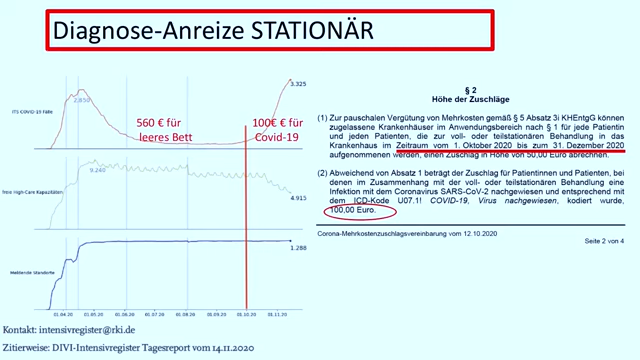 Diagnose-Anreize STATIONÄR
3.325
2.858
ITS-COVID-19 Fälle
560 € für
leeres Bett
100€ € für
Covid-19
9.240
Freie High-Care Kapazitäten
4.913
1.288
Meldende Standorte
01.04.20 01.05.20 01.06.20 01.07.20 01.08.20 01.09.20 01.10.20 01.11.20
Kontakt: intensivregister@rki.de
Zitierweise: DIVI-Intensivregister Tagesreport vom 14.11.2020
§ 2
Höhe der Zuschläge
(1) Zur pauschalen Vergütung von Mehrkosten gemäß § 5 Absatz 3i KHEntgG können
zugelassene Krankenhäuser im Anwendungsbereich nach § 1 für jede Patientin
und jeden Patienten, die zur voll- oder teilstationären Behandlung in das
Krankenhaus im Zeitraum vom 1. Oktober 2020 bis zum 31. Dezember 2020
aufgenommen werden, einen Zuschlag in Höhe von 50,00 Euro abrechnen.
(2) Abweichend von Absatz 1 beträgt der Zuschlag für Patientinnen und Patienten, bei
denen im Zusammenhang mit der voll- oder teilstationären Behandlung eine
Infektion mit dem Coronavirus SARS-CoV-2 nachgewiesen und entsprechend mit
dem ICD-Kode U07.1! COVID-19, Virus nachgewiesen, kodiert wurde,
100,00 Euro.
Corona-Mehrkostenzuschlagsvereinbarung vom 12.10.2020
Seite 2 von 4